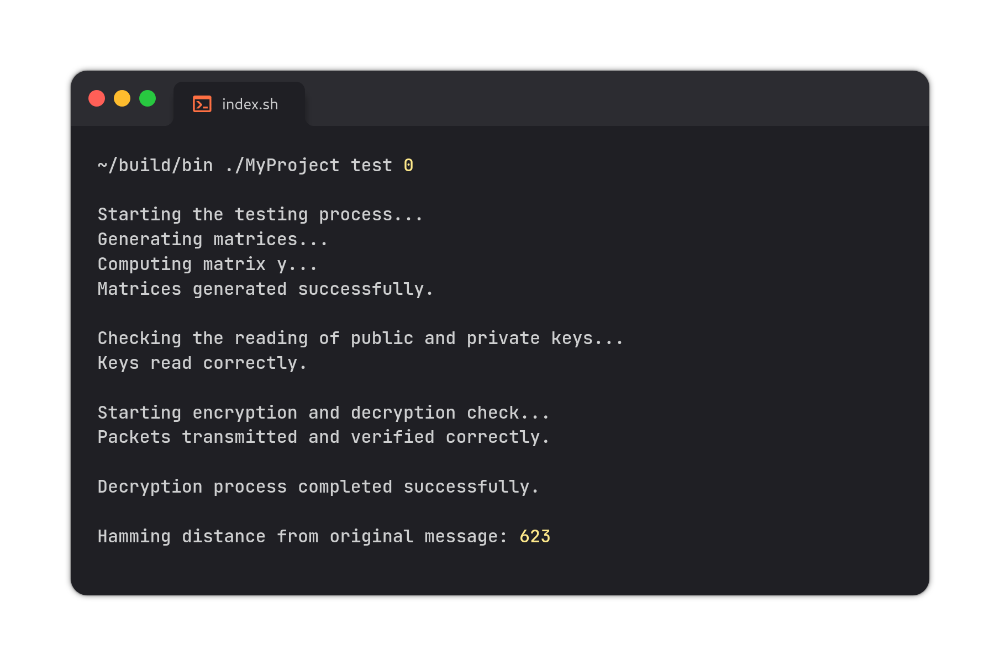 index.sh
~/build/bin ./MyProject test 0
Starting the testing process...
Generating matrices...
Computing matrix y...
Matrices generated successfully.
Checking the reading of public and private keys...
Keys read correctly.
Starting encryption and decryption check...
Packets transmitted and verified correctly.
Decryption process completed successfully.
Hamming distance from original message: 623